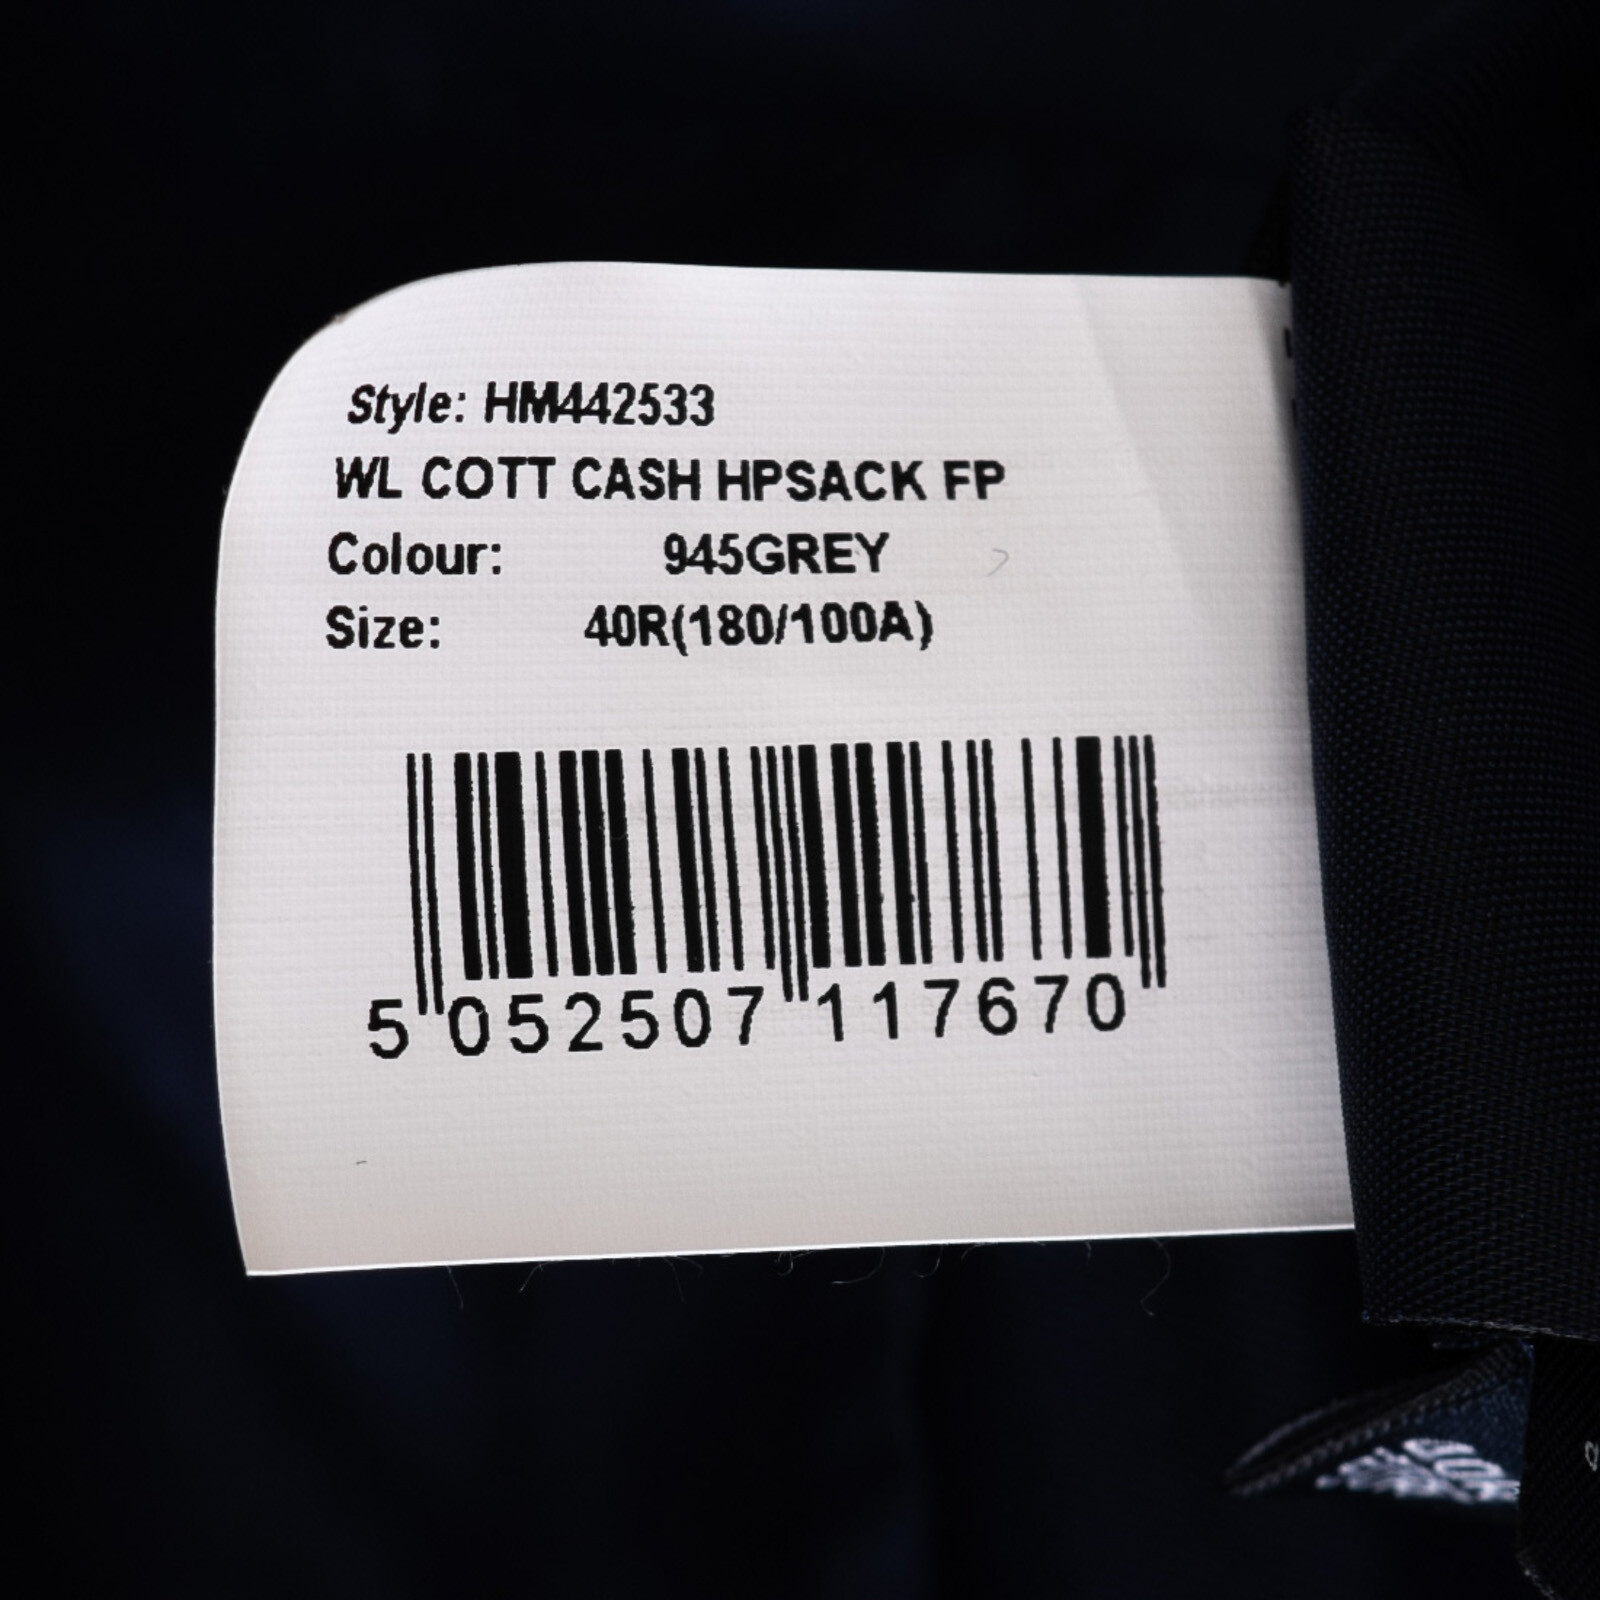 Style: HM442533
WL COTT CASH HPSACK FP
Colour: 945GREY
Size: 40R(180/100A)
5 052507 117670